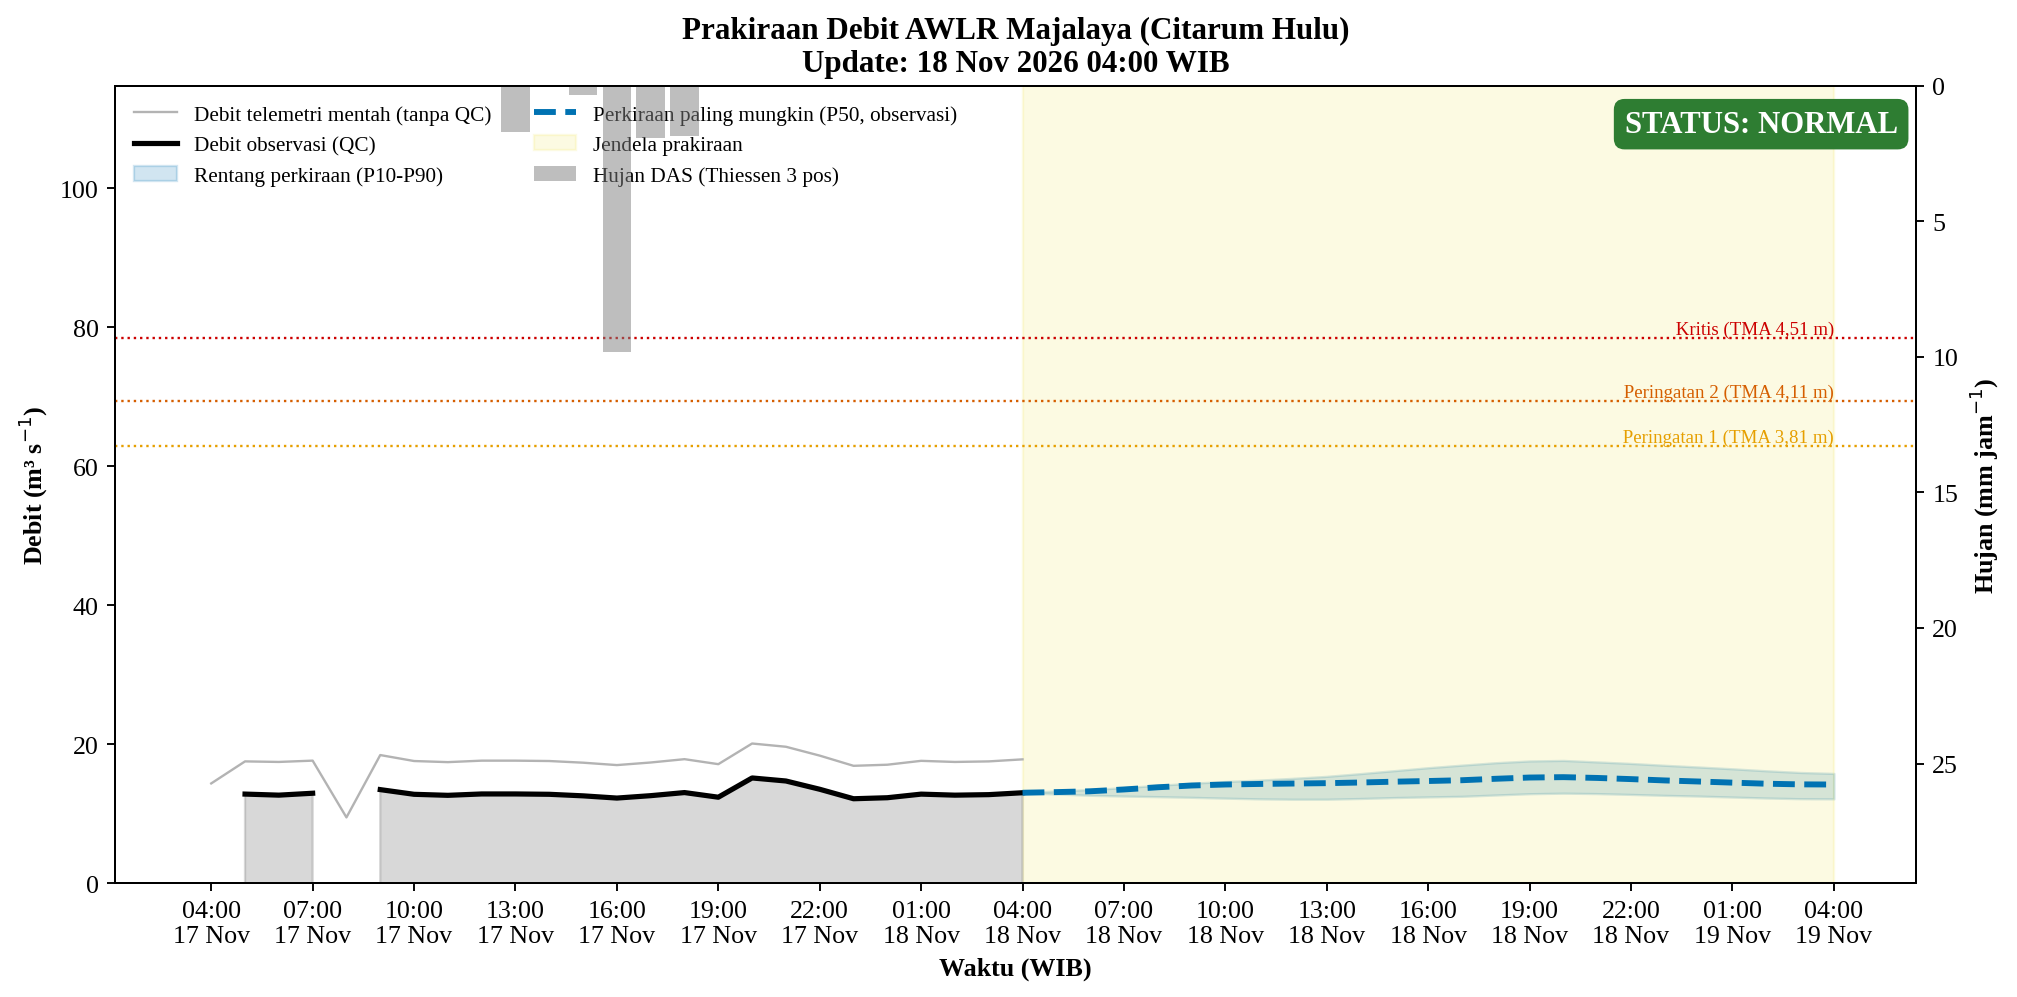 Prakiraan Debit AWLR Majalaya (Citarum Hulu)
Update: 18 Nov 2026 04:00 WIB
Debit telemetri mentah (tanpa QC)
Debit observasi (QC)
Rentang perkiraan (P10-P90)
Perkiraan paling mungkin (P50, observasi)
Jendela prakiraan
Hujan DAS (Thiessen 3 pos)
STATUS: NORMAL
Kritis (TMA 4,51 m)
Peringatan 2 (TMA 4,11 m)
Peringatan 1 (TMA 3,81 m)
Debit (m³ s⁻¹)
100
80
60
40
20
0
Hujan (mm jam⁻¹)
0
5
10
15
20
25
04:00
17 Nov
07:00
17 Nov
10:00
17 Nov
13:00
17 Nov
16:00
17 Nov
19:00
17 Nov
22:00
17 Nov
01:00
18 Nov
04:00
18 Nov
07:00
18 Nov
10:00
18 Nov
13:00
18 Nov
16:00
18 Nov
19:00
18 Nov
22:00
18 Nov
01:00
19 Nov
04:00
19 Nov
Waktu (WIB)